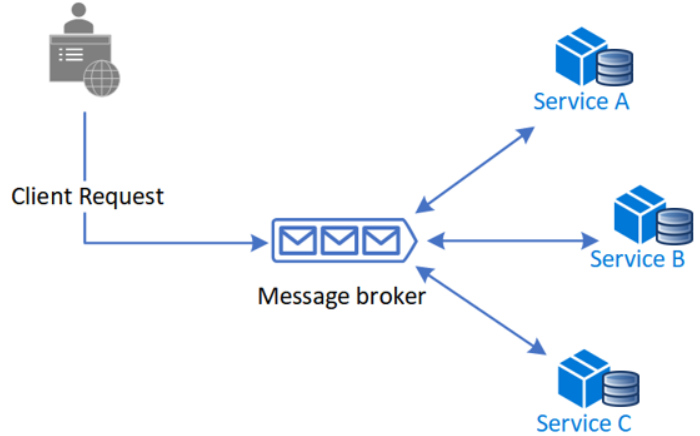 Service A
Client Request
Service B
Message broker
Service C